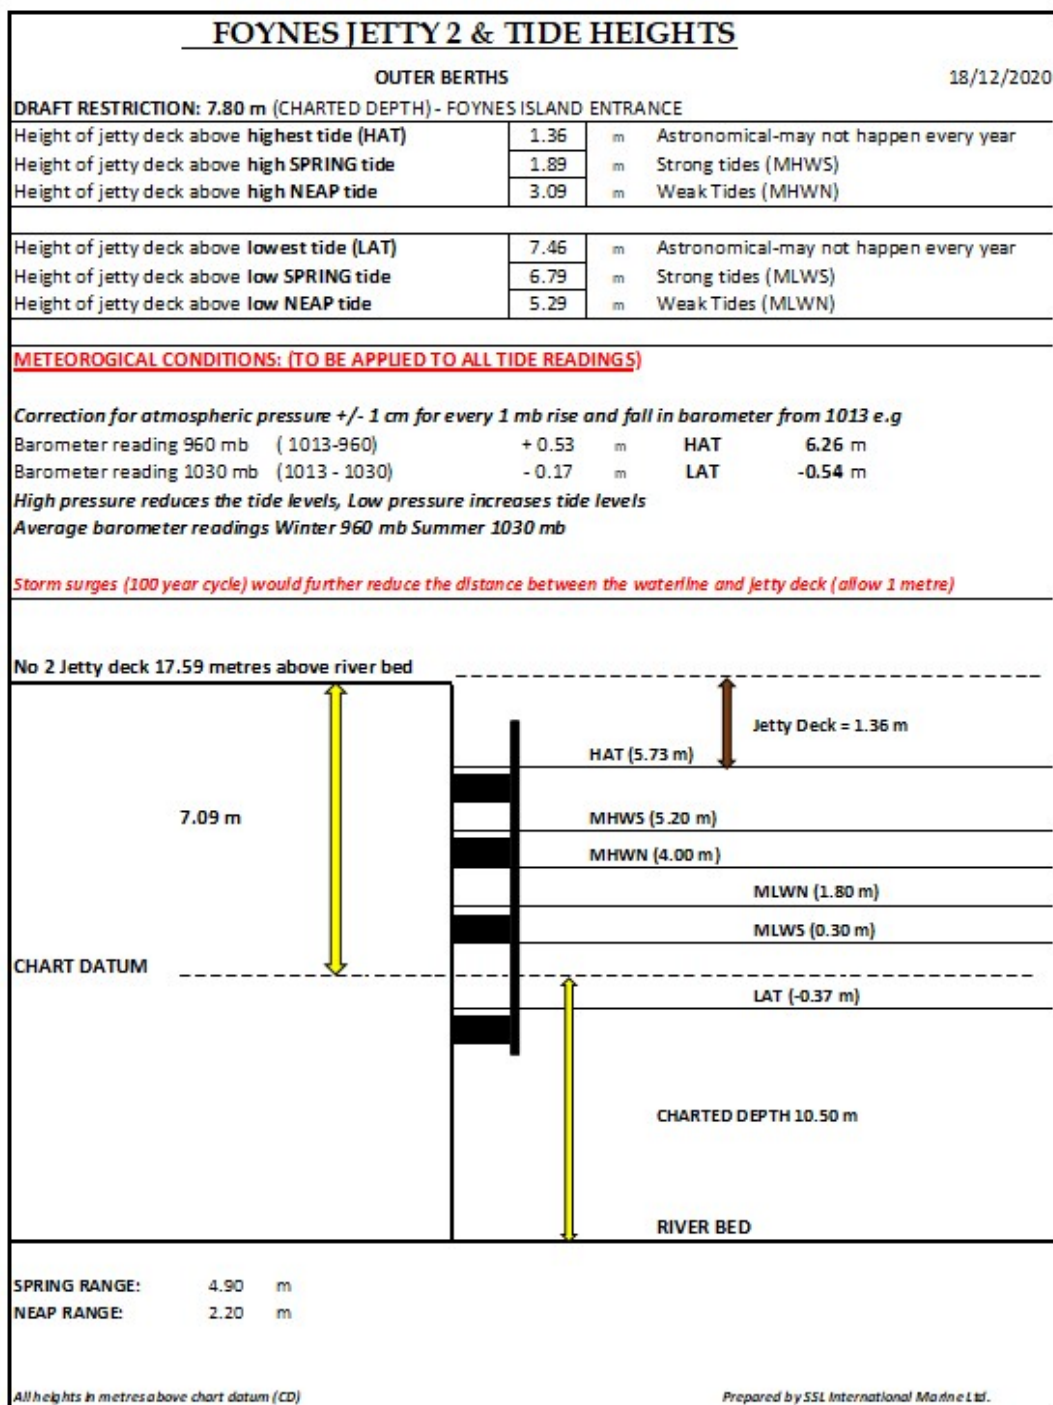 FOYNES JETTY 2 & TIDE HEIGHTS
OUTER BERTHS 18/12/2020
DRAFT RESTRICTION: 7.80 m (CHARTED DEPTH) - FOYNES ISLAND ENTRANCE
Height of jetty deck above highest tide (HAT) 1.36 m Astronomical-may not happen every year
Height of jetty deck above high SPRING tide 1.89 m Strong tides (MHWS)
Height of jetty deck above high NEAP tide 3.09 m Weak Tides (MHWN)
Height of jetty deck above lowest tide (LAT) 7.46 m Astronomical-may not happen every year
Height of jetty deck above low SPRING tide 6.79 m Strong tides (MLWS)
Height of jetty deck above low NEAP tide 5.29 m Weak Tides (MLWN)
METEOROGICAL CONDITIONS: (TO BE APPLIED TO ALL TIDE READINGS)
Correction for atmospheric pressure +/- 1 cm for every 1 mb rise and fall in barometer from 1013 e.g
Barometer reading 960 mb ( 1013-960) + 0.53 m HAT 6.26 m
Barometer reading 1030 mb (1013 - 1030) - 0.17 m LAT -0.54 m
High pressure reduces the tide levels, Low pressure increases tide levels
Average barometer readings Winter 960 mb Summer 1030 mb
Storm surges (100 year cycle) would further reduce the distance between the waterline and jetty deck (allow 1 metre)
No 2 Jetty deck 17.59 metres above river bed
Jetty Deck = 1.36 m
HAT (5.73 m)
7.09 m
MHWS (5.20 m)
MHWN (4.00 m)
MLWN (1.80 m)
MLWS (0.30 m)
CHART DATUM
LAT (-0.37 m)
CHARTED DEPTH 10.50 m
RIVER BED
SPRING RANGE: 4.90 m
NEAP RANGE: 2.20 m
All heights in metres above chart datum (CD) Prepared by SSL International Marine Ltd.